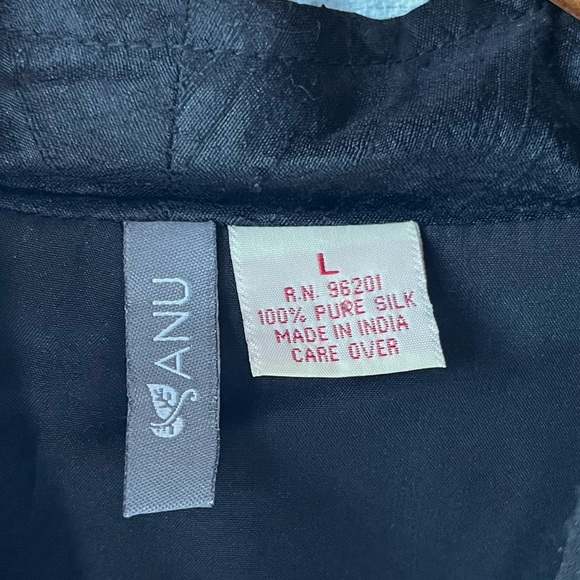 ANU
L
R.N. 96201
100% PURE SILK
MADE IN INDIA
CARE OVER